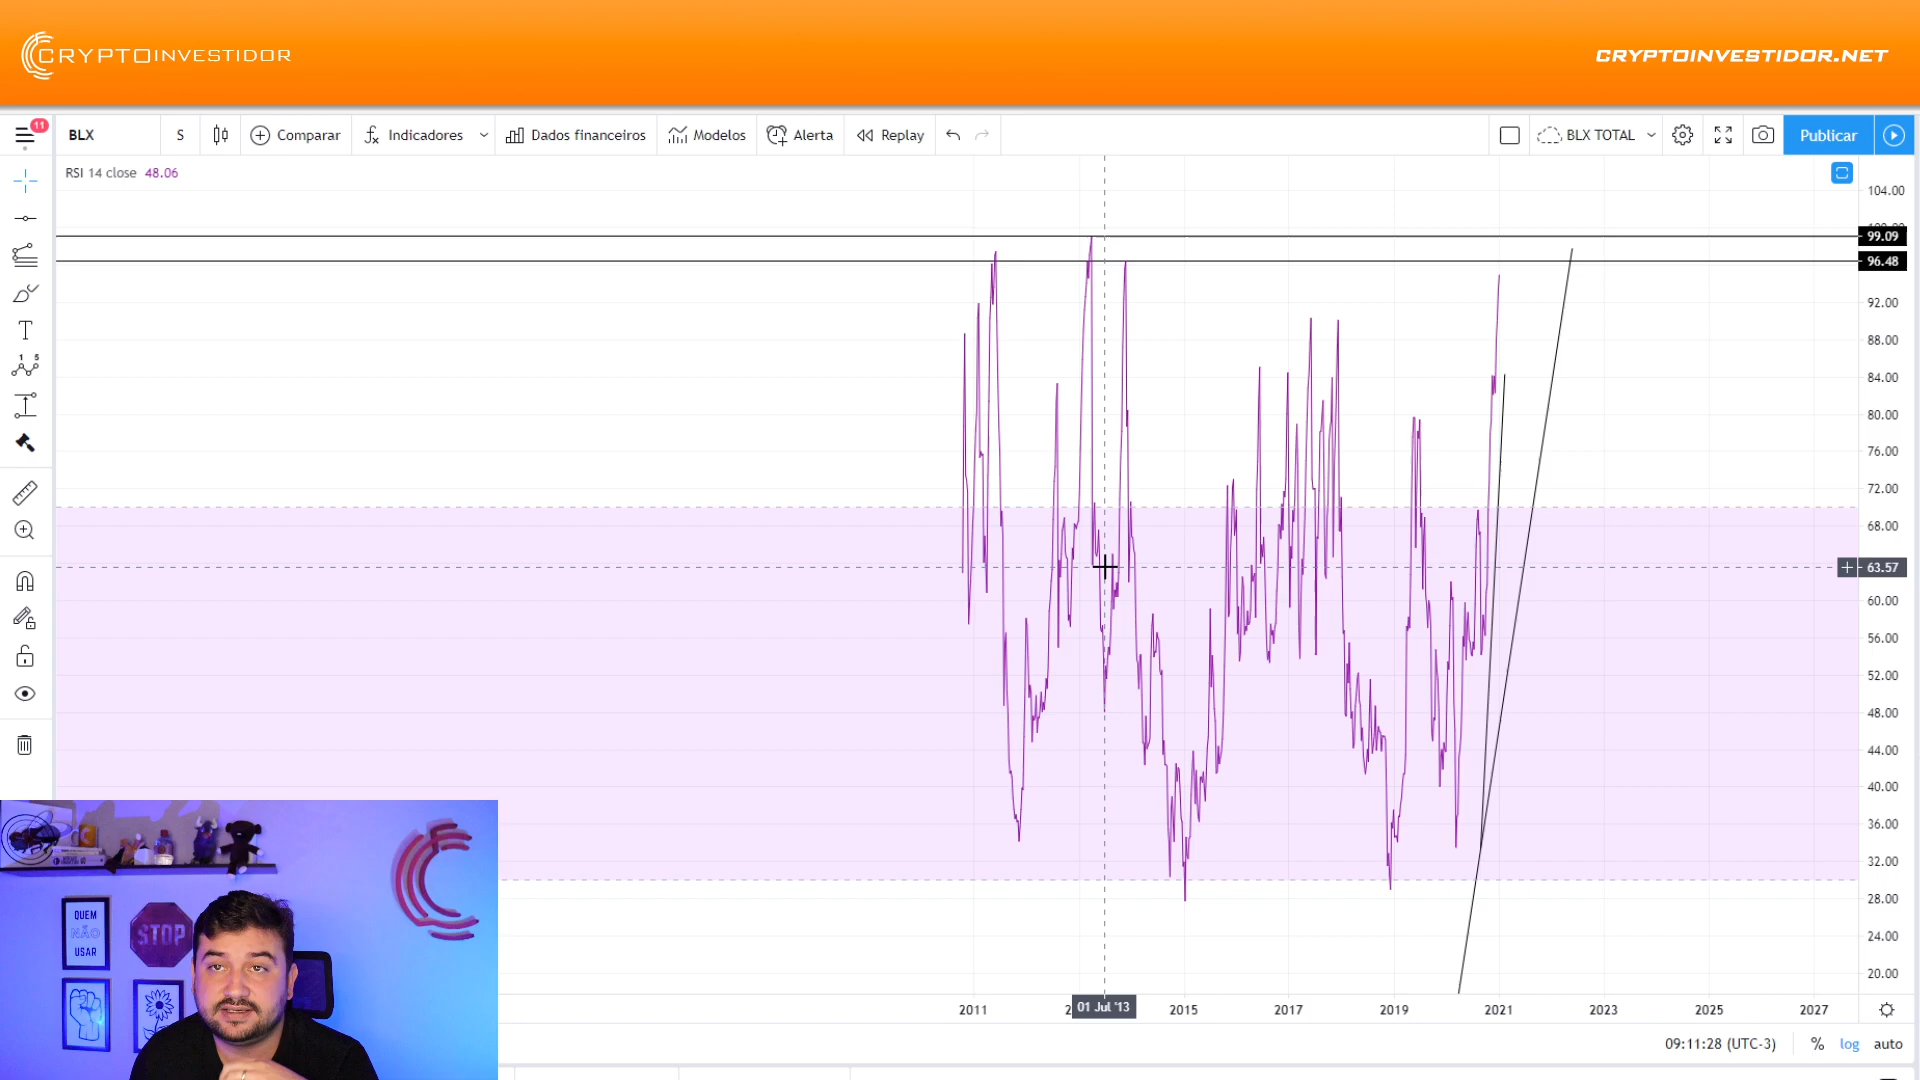 CRYPTOINVESTIDOR
CRYPTOINVESTIDOR.NET
11
BLX
S
Comparar
Indicadores
Dados financeiros
Modelos
Alerta
Replay
BLX TOTAL
Publicar
RSI 14 close 48.06
104.00
99.09
96.48
92.00
88.00
84.00
80.00
76.00
72.00
68.00
63.57
60.00
56.00
52.00
48.00
44.00
40.00
36.00
32.00
28.00
24.00
20.00
QUEM
NÃO
USAR
STOP
2011
01 Jul '13
2015
2017
2019
2021
2023
2025
2027
09:11:28 (UTC-3)
%
log
auto